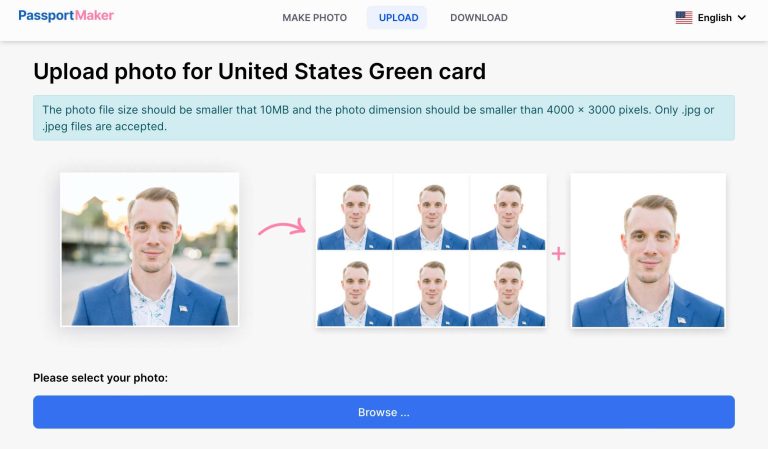 PassportMaker
MAKE PHOTO
UPLOAD
DOWNLOAD
English
Upload photo for United States Green card
The photo file size should be smaller that 10MB and the photo dimension should be smaller than 4000 × 3000 pixels. Only .jpg or
.jpeg files are accepted.
Please select your photo:
Browse ...